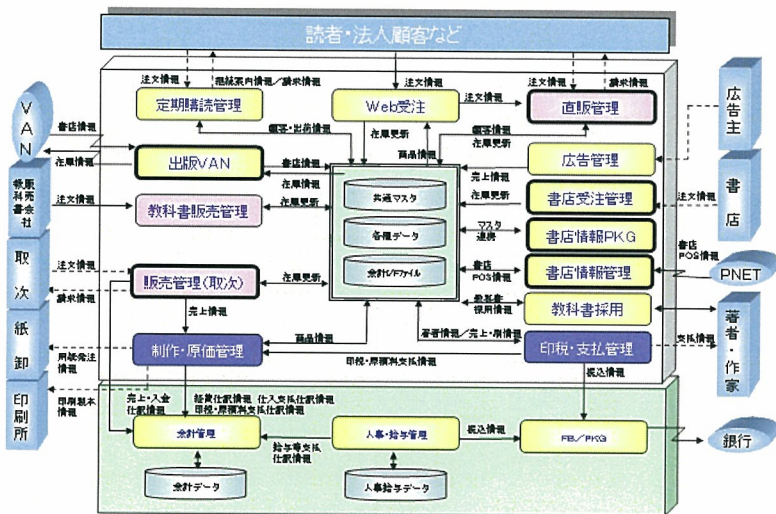 読者・法人顧客など
注文情報
継続案内情報／請求情報
注文情報
注文情報
請求情報
定期購読管理
Web受注
注文情報
直販管理
広告主
VAN
書店情報
顧客・出荷情報
在庫更新
顧客情報
在庫更新
商品情報
出版VAN
書店情報
在庫情報
在庫情報
売上情報
広告管理
教科書販売会社
注文情報
教科書販売管理
在庫更新
共通マスタ
各種データ
会計I/Fファイル
在庫更新
書店受注管理
注文情報
書店
マスタ
連携
書店情報PKG
書店
POS情報
書店情報管理
書店
POS情報
PNET
取次
注文情報
請求情報
販売管理(取次)
在庫更新
教科書
採用情報
教科書採用
著者・作家
売上情報
紙卸
用紙発注
情報
制作・原価管理
商品情報
著者情報／売上・刷情報
印税・原稿料支払情報
印税・支払管理
支払情報
振込情報
印刷所
印刷製本
情報
売上・入金
仕訳情報
経費仕訳情報 仕入支払仕訳情報
印税・原稿料支払仕訳情報
会計管理
給与等支払
仕訳情報
人事・給与管理
振込情報
FB／PKG
銀行
会計データ
人事給与データ